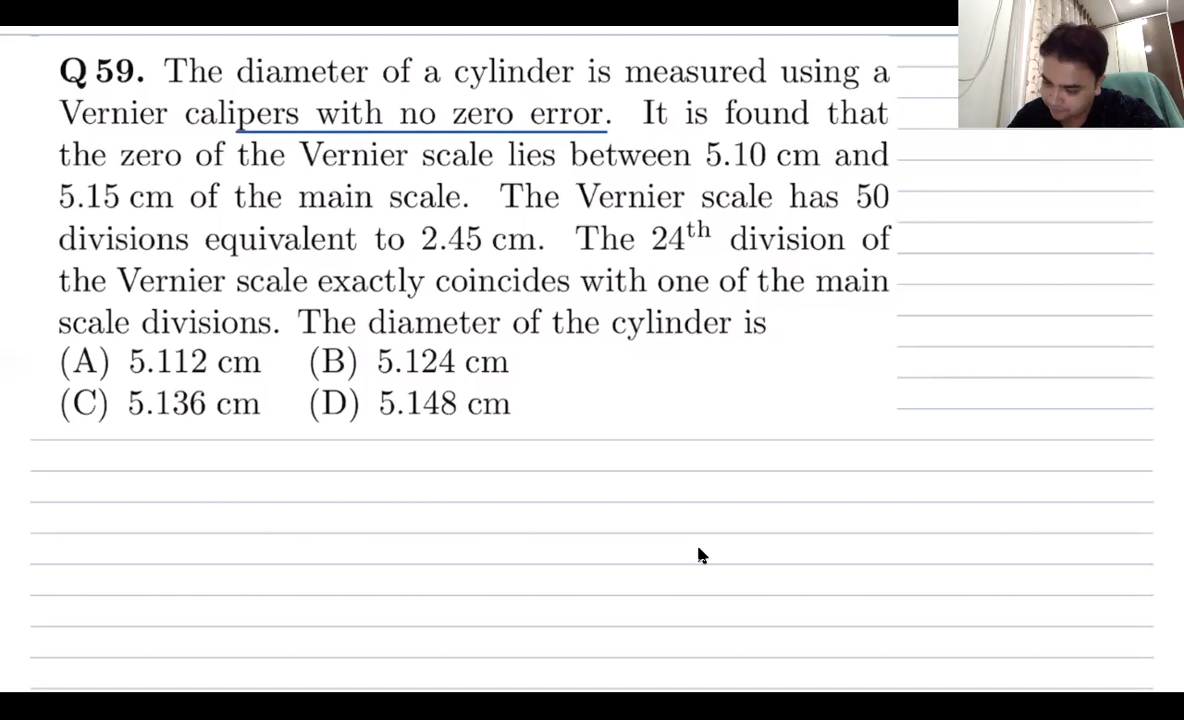 Q 59. The diameter of a cylinder is measured using a
Vernier calipers with no zero error. It is found that
the zero of the Vernier scale lies between 5.10 cm and
5.15 cm of the main scale. The Vernier scale has 50
divisions equivalent to 2.45 cm. The 24th division of
the Vernier scale exactly coincides with one of the main
scale divisions. The diameter of the cylinder is
(A) 5.112 cm (B) 5.124 cm
(C) 5.136 cm (D) 5.148 cm